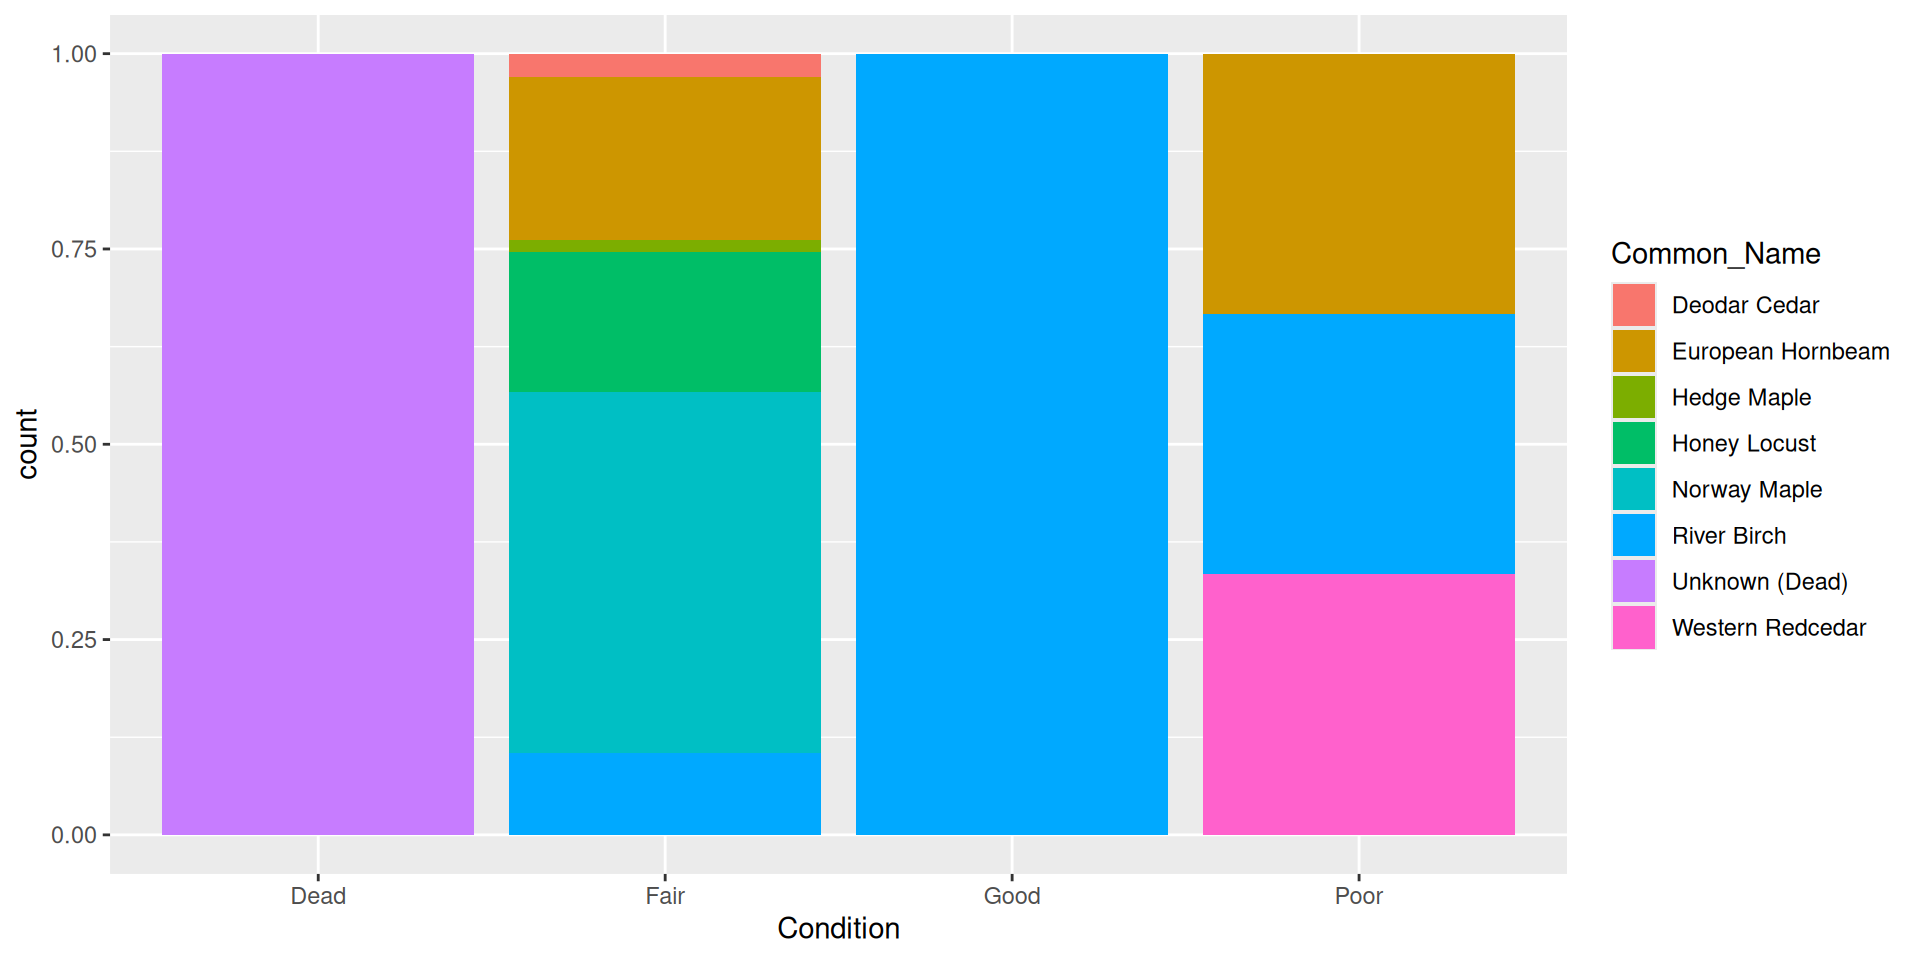 1.00
0.75
0.50
0.25
0.00
count
Dead
Fair
Good
Poor
Condition
Common_Name
Deodar Cedar
European Hornbeam
Hedge Maple
Honey Locust
Norway Maple
River Birch
Unknown (Dead)
Western Redcedar